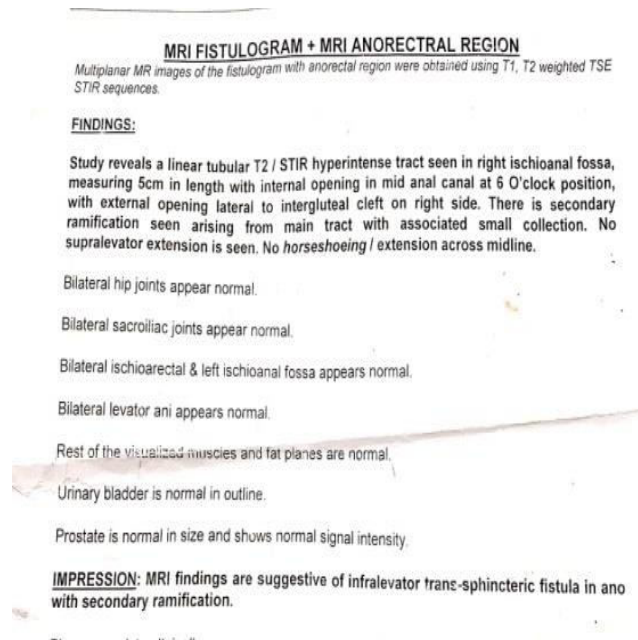 MRI FISTULOGRAM + MRI ANORECTRAL REGION
Multiplanar MR images of the fistulogram with anorectal region were obtained using T1, T2 weighted TSE
STIR sequences.
FINDINGS:
Study reveals a linear tubular T2 / STIR hyperintense tract seen in right ischioanal fossa,
measuring 5cm in length with internal opening in mid anal canal at 6 O'clock position,
with external opening lateral to intergluteal cleft on right side. There is secondary
ramification seen arising from main tract with associated small collection. No
supralevator extension is seen. No horseshoeing / extension across midline.
Bilateral hip joints appear normal.
Bilateral sacroiliac joints appear normal.
Bilateral ischioarectal & left ischioanal fossa appears normal.
Bilateral levator ani appears normal.
Rest of the visualized muscles and fat planes are normal.
Urinary bladder is normal in outline.
Prostate is normal in size and shows normal signal intensity.
IMPRESSION: MRI findings are suggestive of infralevator trans-sphincteric fistula in ano
with secondary ramification.